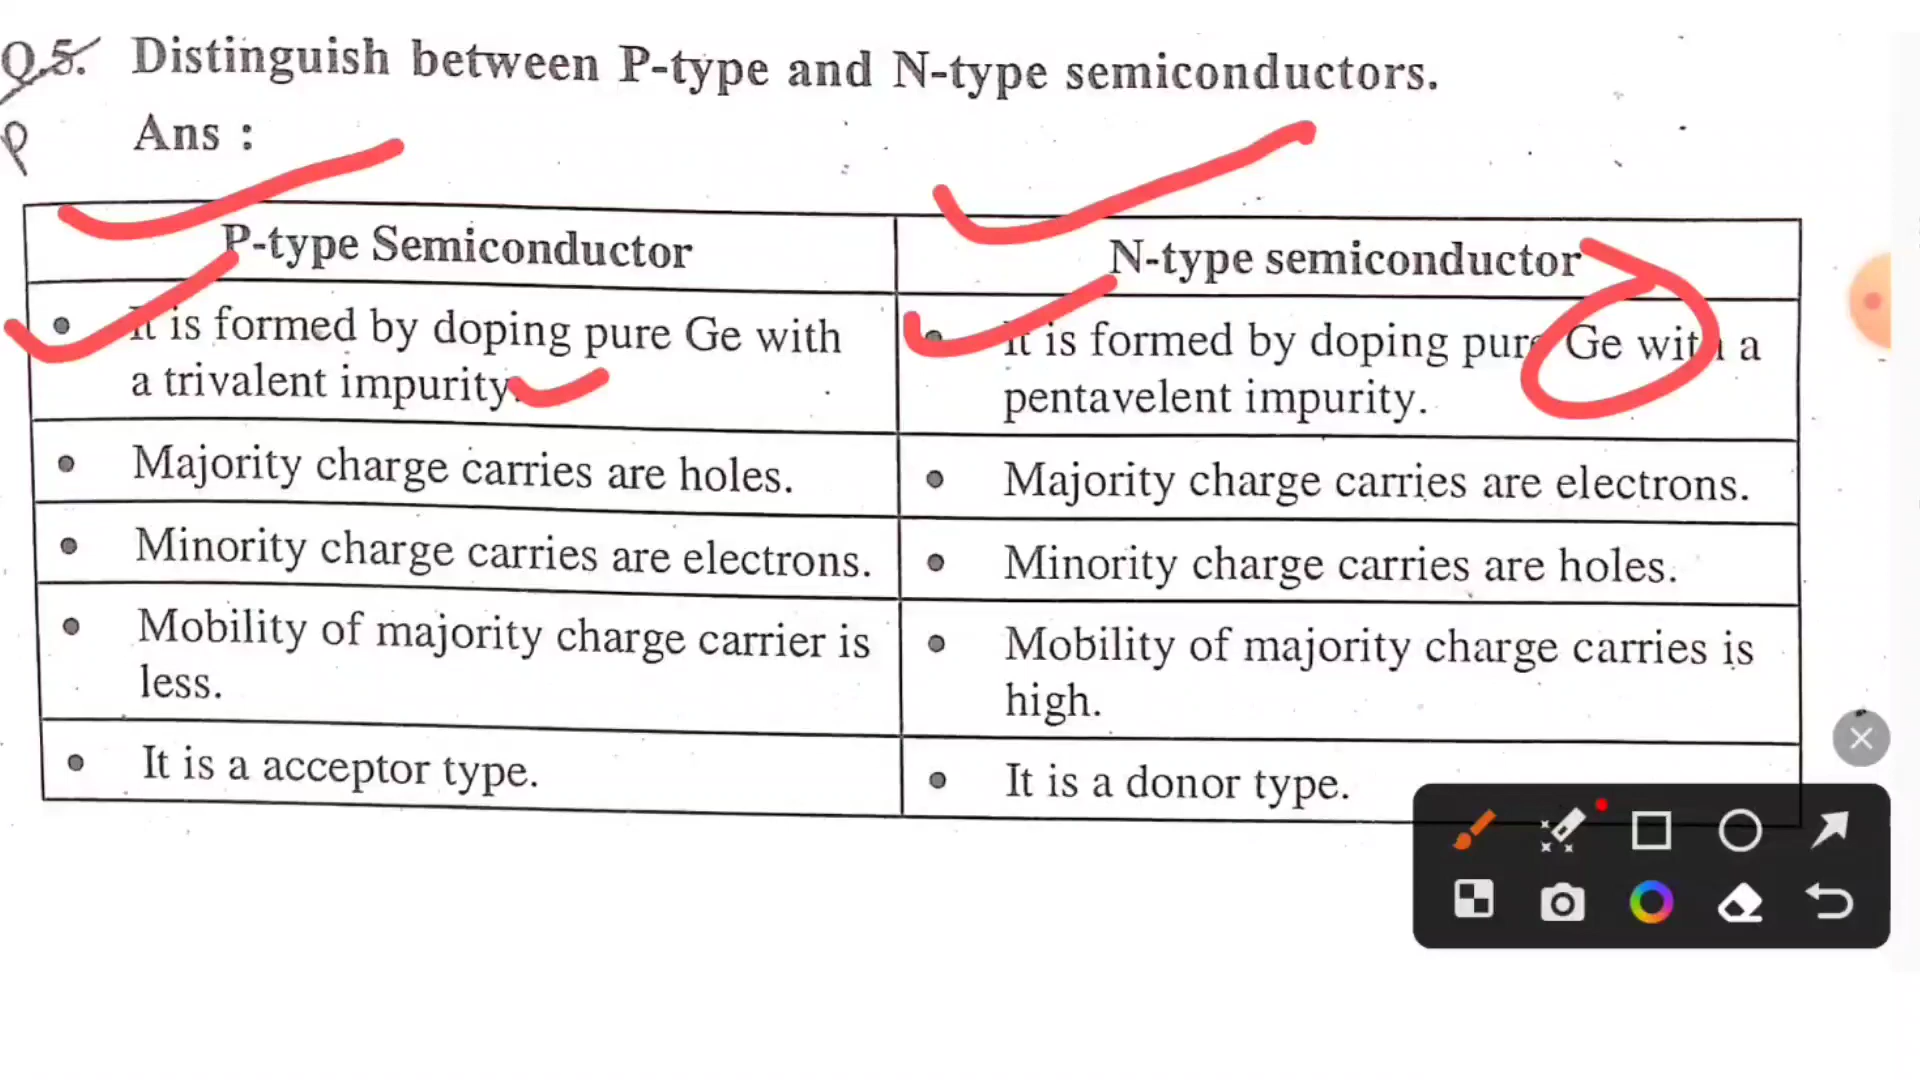 Q.5. Distinguish between P-type and N-type semiconductors.
P Ans :
P-type Semiconductor
N-type semiconductor
It is formed by doping pure Ge with
a trivalent impurity.
It is formed by doping pure Ge with a
pentavelent impurity.
Majority charge carries are holes.
Majority charge carries are electrons.
Minority charge carries are electrons.
Minority charge carries are holes.
Mobility of majority charge carrier is
less.
Mobility of majority charge carries is
high.
It is a acceptor type.
It is a donor type.